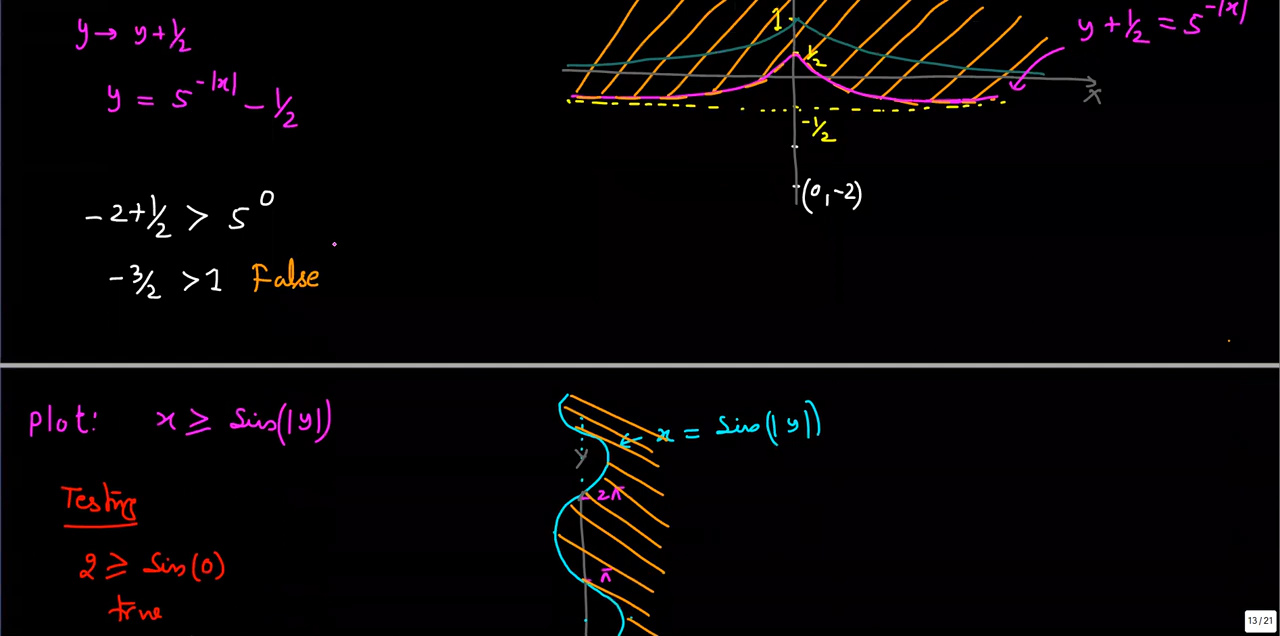 y → y+½
y = 5^-|x| - ½
-2+½ > 5^0
-3/2 > 1 False
1
½
-½
(0,-2)
x
y+½ = 5^-|x|
Plot: x ≥ Sin(|y|)
Testing
2 ≥ Sin(0)
true
x = Sin(|y|)
y
2π
π
13/21